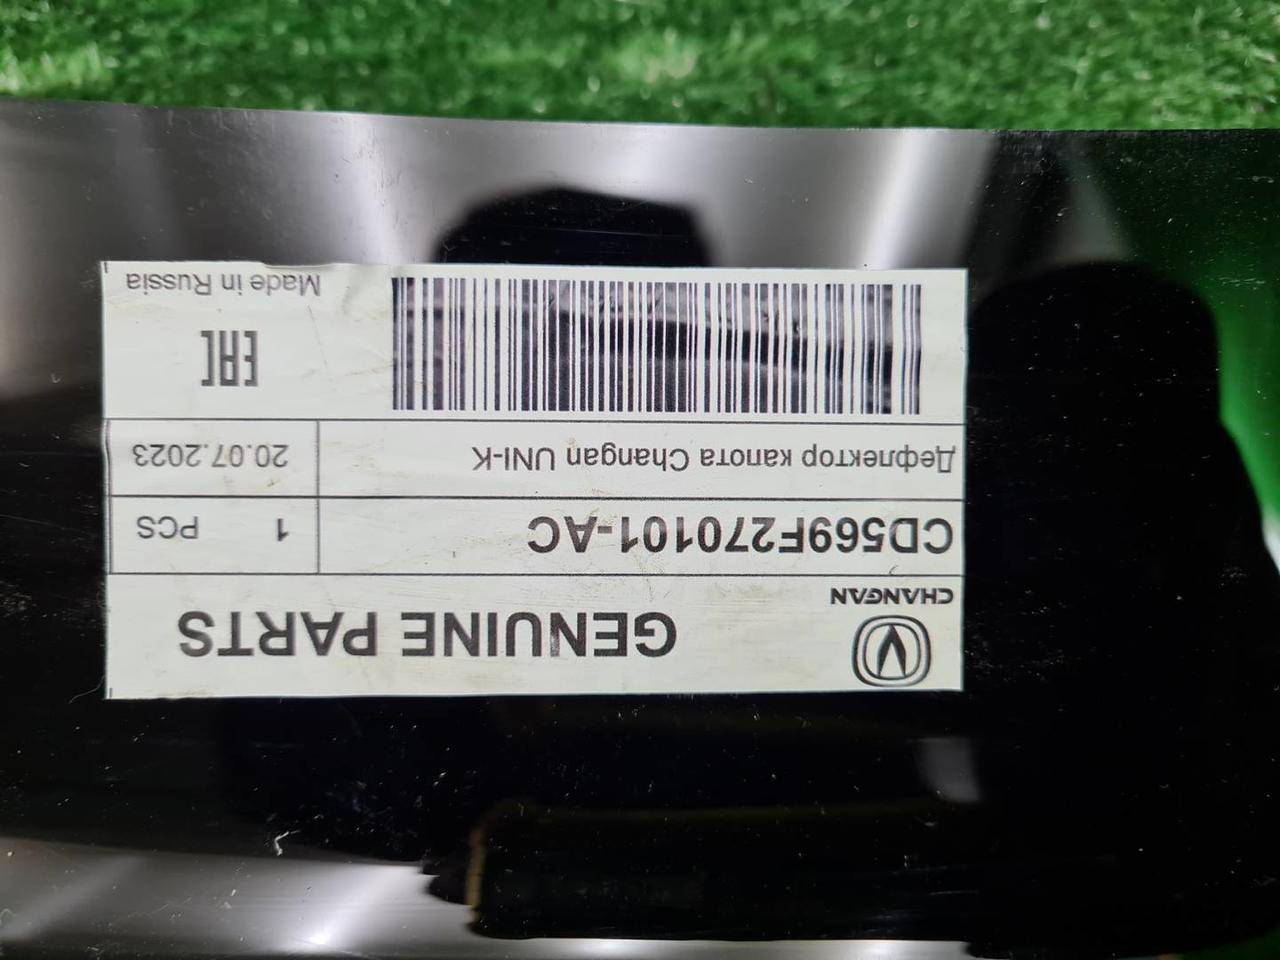 GENUINE PARTS
CHANGAN
CD569F270101-AC
1 PCS
Дефлектор капота Changan UNI-K
20.07.2023
EAC
Made in Russia